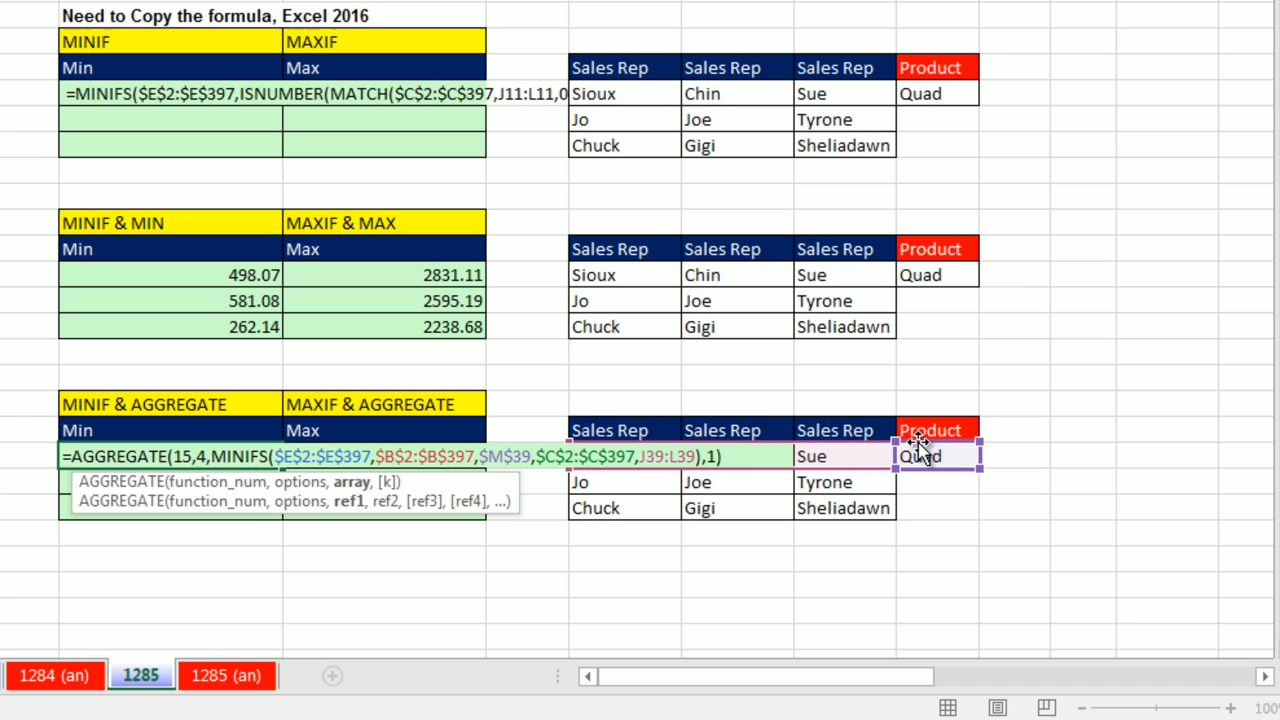 Need to Copy the formula, Excel 2016
MINIF MAXIF
Min Max Sales Rep Sales Rep Sales Rep Product
=MINIFS($E$2:$E$397,ISNUMBER(MATCH($C$2:$C$397,J11:L11,0 Sioux Chin Sue Quad
Jo Joe Tyrone
Chuck Gigi Sheliadawn
MINIF & MIN MAXIF & MAX
Min Max Sales Rep Sales Rep Sales Rep Product
498.07 2831.11 Sioux Chin Sue Quad
581.08 2595.19 Jo Joe Tyrone
262.14 2238.68 Chuck Gigi Sheliadawn
MINIF & AGGREGATE MAXIF & AGGREGATE
Min Max Sales Rep Sales Rep Sales Rep Product
=AGGREGATE(15,4,MINIFS($E$2:$E$397,$B$2:$B$397,$M$39,$C$2:$C$397,J39:L39),1) Sue Quad
AGGREGATE(function_num, options, array, [k]) Jo Joe Tyrone
AGGREGATE(function_num, options, ref1, ref2, [ref3], [ref4], ...) Chuck Gigi Sheliadawn
1284 (an) 1285 1285 (an)
100